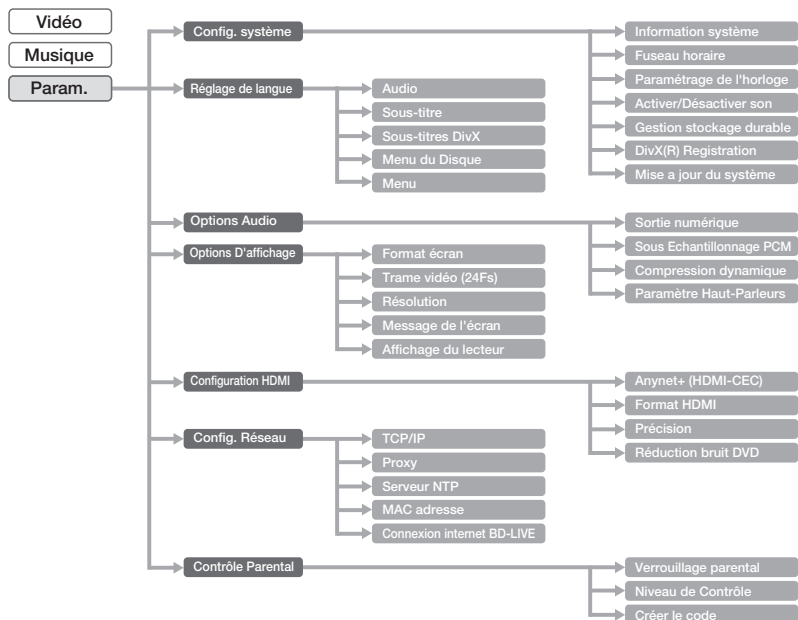 Vidéo
Musique
Param.
Config. système
Information système
Fuseau horaire
Paramétrage de l'horloge
Activer/Désactiver son
Gestion stockage durable
DivX(R) Registration
Mise a jour du système
Réglage de langue
Audio
Sous-titre
Sous-titres DivX
Menu du Disque
Menu
Options Audio
Sortie numérique
Sous Echantillonnage PCM
Compression dynamique
Paramètre Haut-Parleurs
Options D'affichage
Format écran
Trame vidéo (24Fs)
Résolution
Message de l'écran
Affichage du lecteur
Configuration HDMI
Anynet+ (HDMI-CEC)
Format HDMI
Précision
Réduction bruit DVD
Config. Réseau
TCP/IP
Proxy
Serveur NTP
MAC adresse
Connexion internet BD-LIVE
Contrôle Parental
Verrouillage parental
Niveau de Contrôle
Créer le code